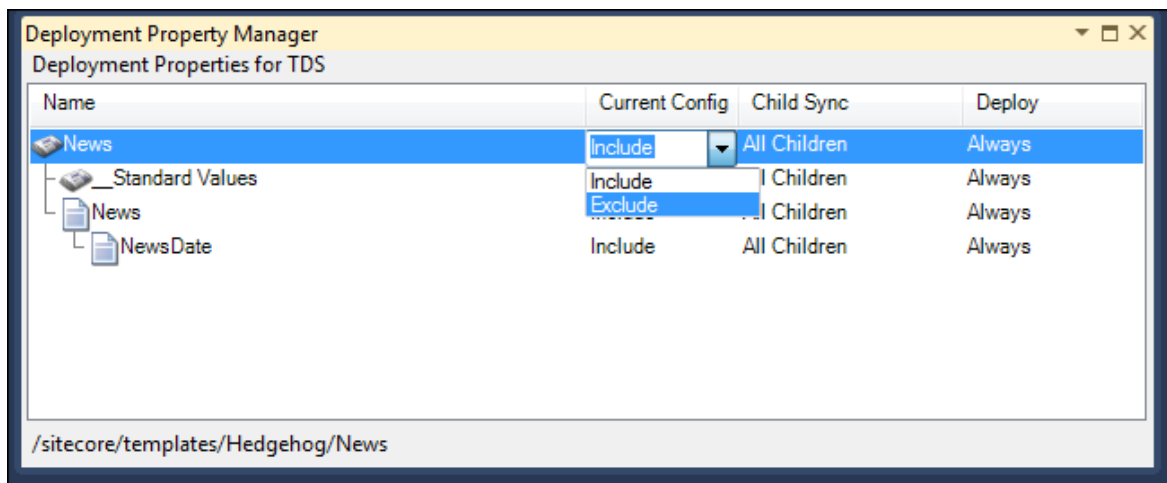 Deployment Property Manager
Deployment Properties for TDS
Name Current Config Child Sync Deploy
News Include All Children Always
__Standard Values Include l Children Always
News Exclude l Children Always
NewsDate Include All Children Always
/sitecore/templates/Hedgehog/News